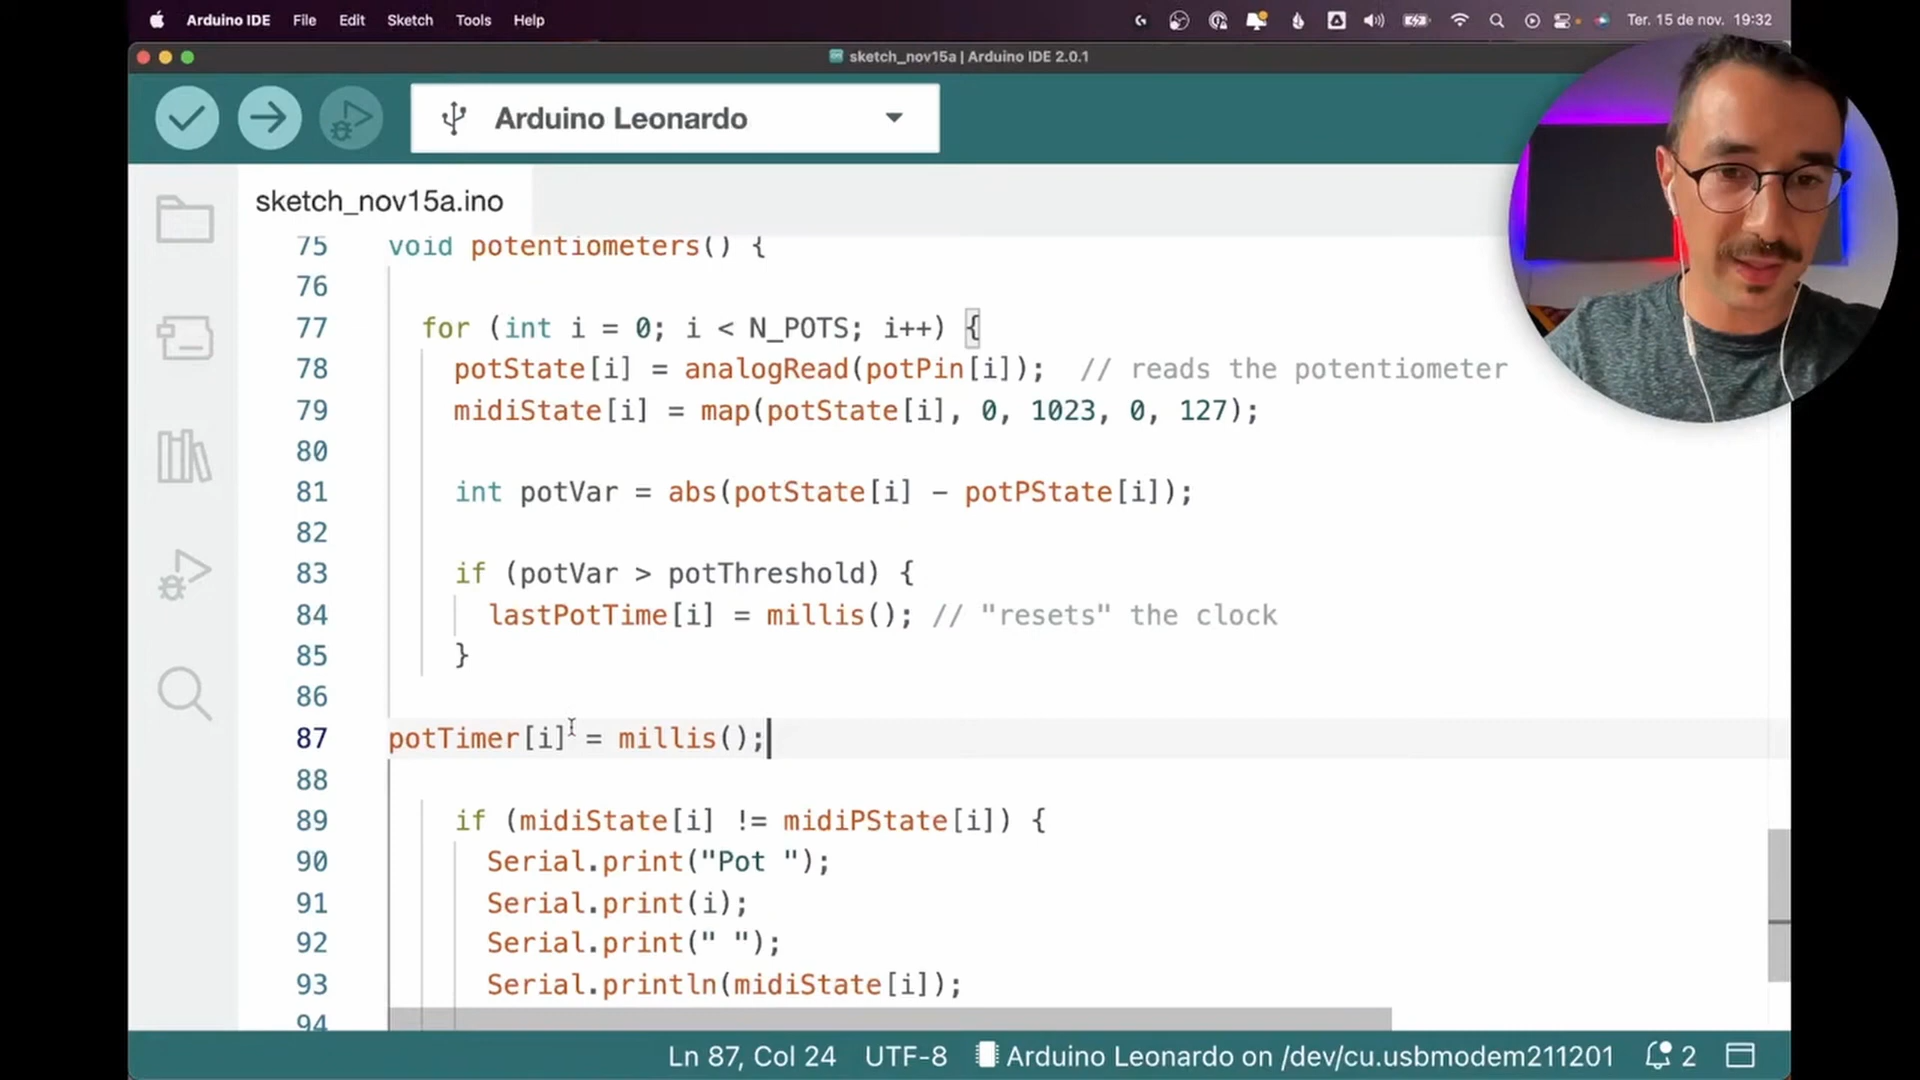 Arduino IDE File Edit Sketch Tools Help Ter. 15 de nov. 19:32
sketch_nov15a | Arduino IDE 2.0.1
Arduino Leonardo
sketch_nov15a.ino
75 void potentiometers() {
76
77 for (int i = 0; i < N_POTS; i++) {
78 potState[i] = analogRead(potPin[i]); // reads the potentiometer
79 midiState[i] = map(potState[i], 0, 1023, 0, 127);
80
81 int potVar = abs(potState[i] - potPState[i]);
82
83 if (potVar > potThreshold) {
84 lastPotTime[i] = millis(); // "resets" the clock
85 }
86
87 potTimer[i] = millis();
88
89 if (midiState[i] != midiPState[i]) {
90 Serial.print("Pot ");
91 Serial.print(i);
92 Serial.print(" ");
93 Serial.println(midiState[i]);
94
Ln 87, Col 24 UTF-8 Arduino Leonardo on /dev/cu.usbmodem211201 2